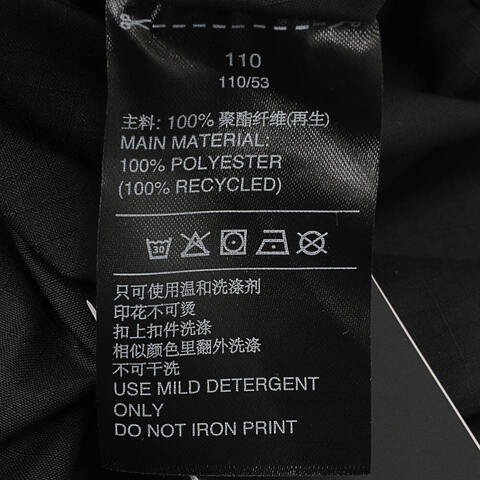 110
110/53
主料: 100% 聚酯纤维(再生)
MAIN MATERIAL:
100% POLYESTER
(100% RECYCLED)
30
只可使用温和洗涤剂
印花不可烫
扣上扣件洗涤
相似颜色里翻外洗涤
不可干洗
USE MILD DETERGENT
ONLY
DO NOT IRON PRINT